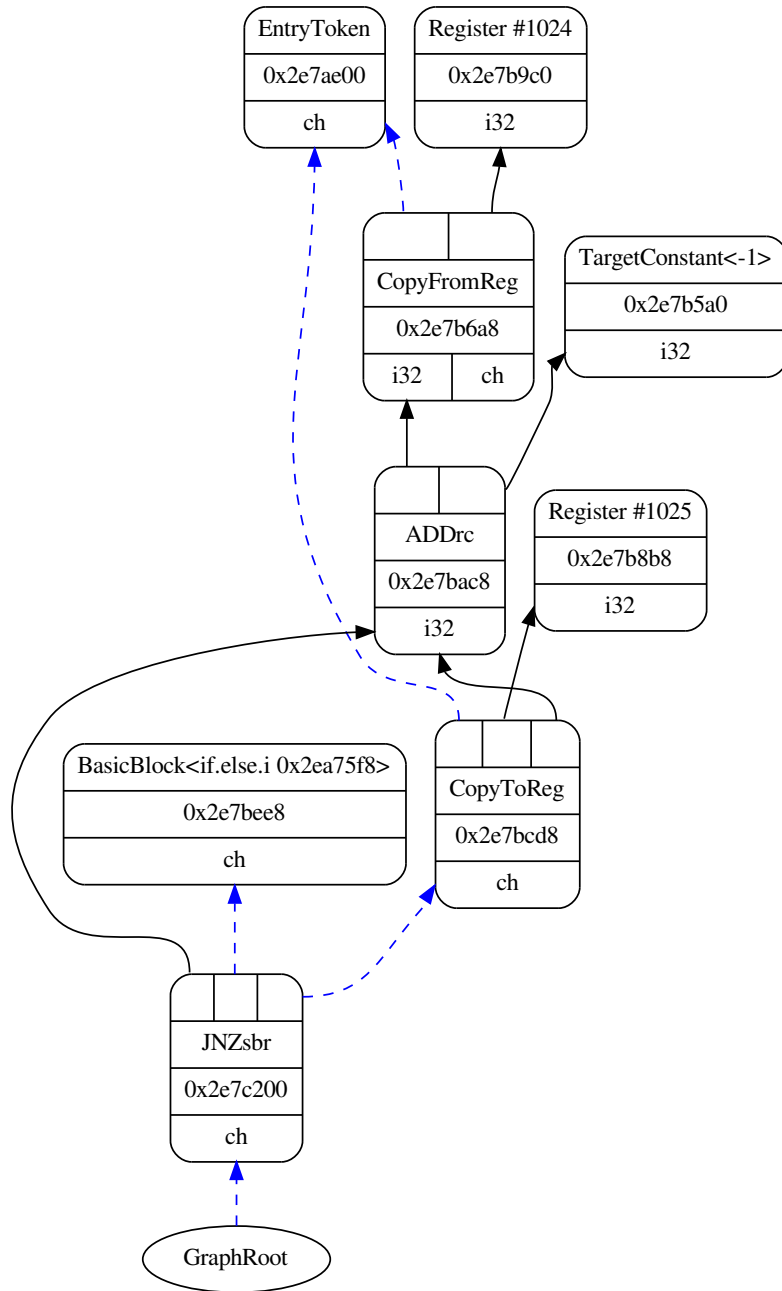 EntryToken
0x2e7ae00
ch
Register #1024
0x2e7b9c0
i32
CopyFromReg
0x2e7b6a8
i32
ch
TargetConstant<-1>
0x2e7b5a0
i32
ADDrc
0x2e7bac8
i32
Register #1025
0x2e7b8b8
i32
BasicBlock<if.else.i 0x2ea75f8>
0x2e7bee8
ch
CopyToReg
0x2e7bcd8
ch
JNZsbr
0x2e7c200
ch
GraphRoot